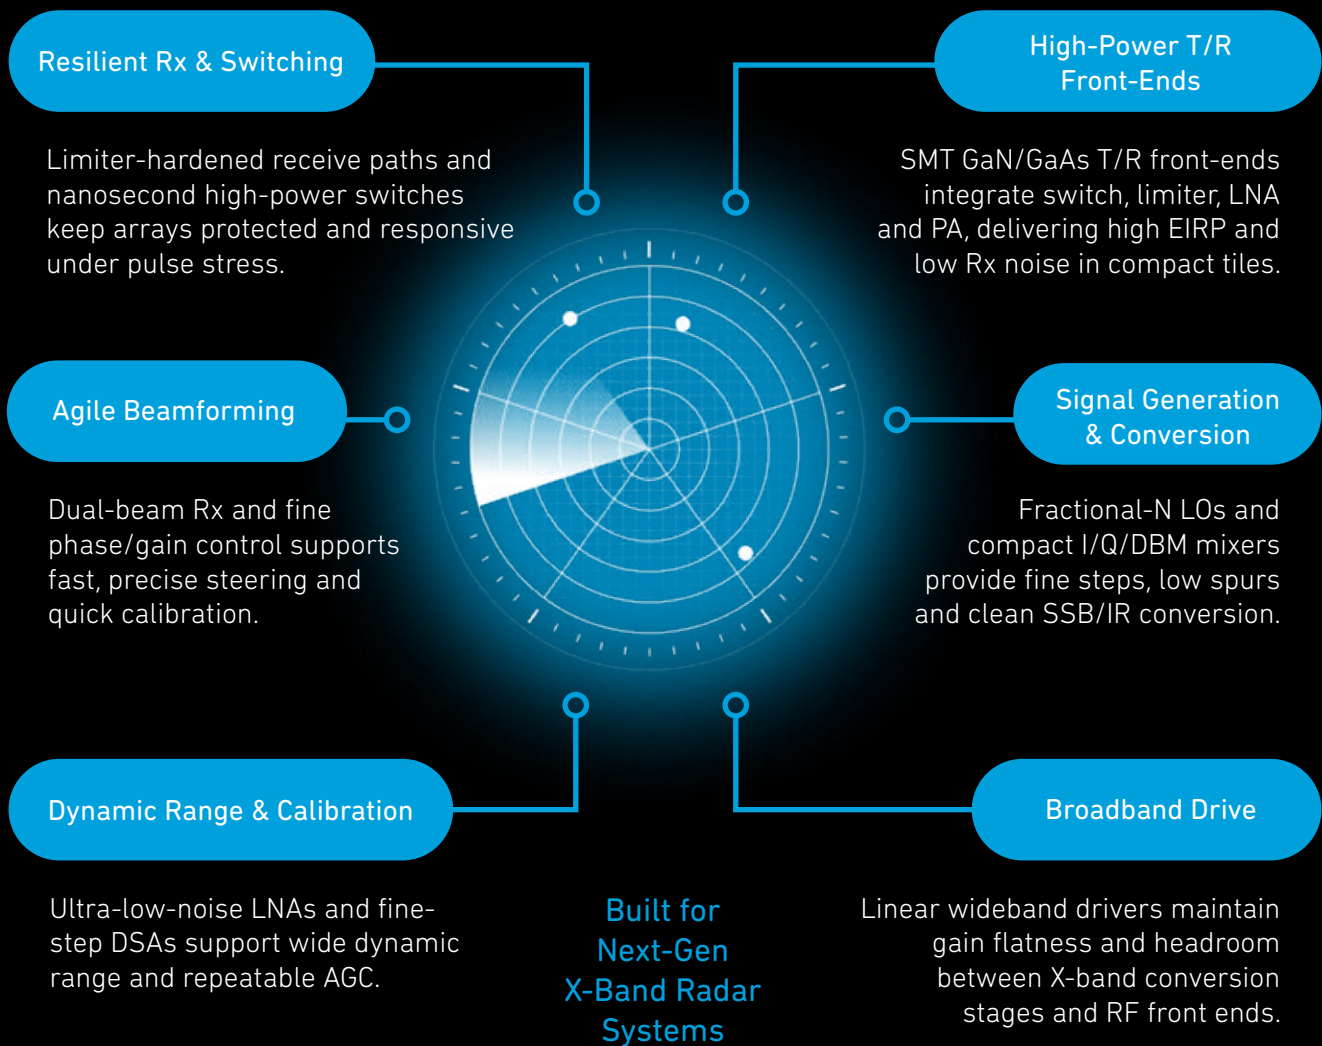 Resilient Rx & Switching
Limiter-hardened receive paths and
nanosecond high-power switches
keep arrays protected and responsive
under pulse stress.
High-Power T/R
Front-Ends
SMT GaN/GaAs T/R front-ends
integrate switch, limiter, LNA
and PA, delivering high EIRP and
low Rx noise in compact tiles.
Agile Beamforming
Dual-beam Rx and fine
phase/gain control supports
fast, precise steering and
quick calibration.
Signal Generation
& Conversion
Fractional-N LOs and
compact I/Q/DBM mixers
provide fine steps, low spurs
and clean SSB/IR conversion.
Dynamic Range & Calibration
Ultra-low-noise LNAs and fine-
step DSAs support wide dynamic
range and repeatable AGC.
Built for
Next-Gen
X-Band Radar
Systems
Broadband Drive
Linear wideband drivers maintain
gain flatness and headroom
between X-band conversion
stages and RF front ends.